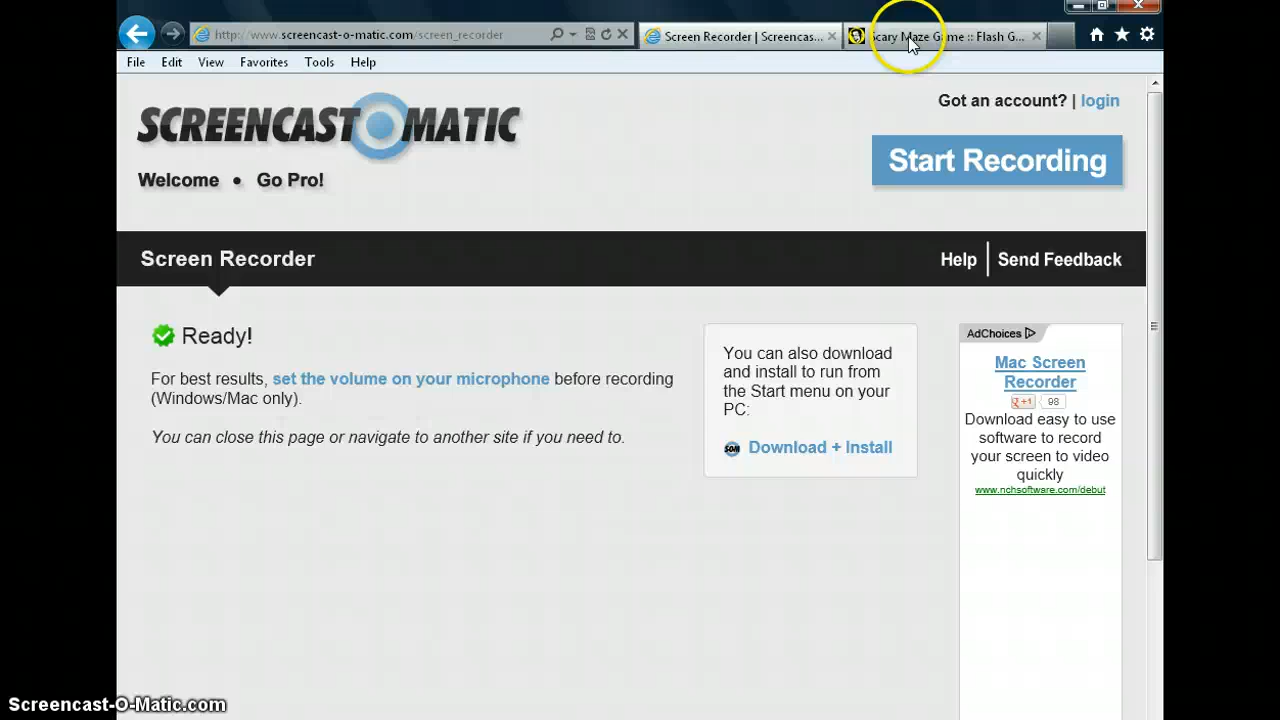 http://www.screencast-o-matic.com/screen_recorder
Screen Recorder | Screencas...
Scary Maze Game :: Flash G...
File Edit View Favorites Tools Help
SCREENCAST O MATIC
Got an account? | login
Start Recording
Welcome • Go Pro!
Screen Recorder
Help | Send Feedback
Ready!
For best results, set the volume on your microphone before recording
(Windows/Mac only).
You can close this page or navigate to another site if you need to.
You can also download
and install to run from
the Start menu on your
PC:
SOM Download + Install
AdChoices
Mac Screen
Recorder
+1 98
Download easy to use
software to record
your screen to video
quickly
www.nchsoftware.com/debut
Screencast-O-Matic.com